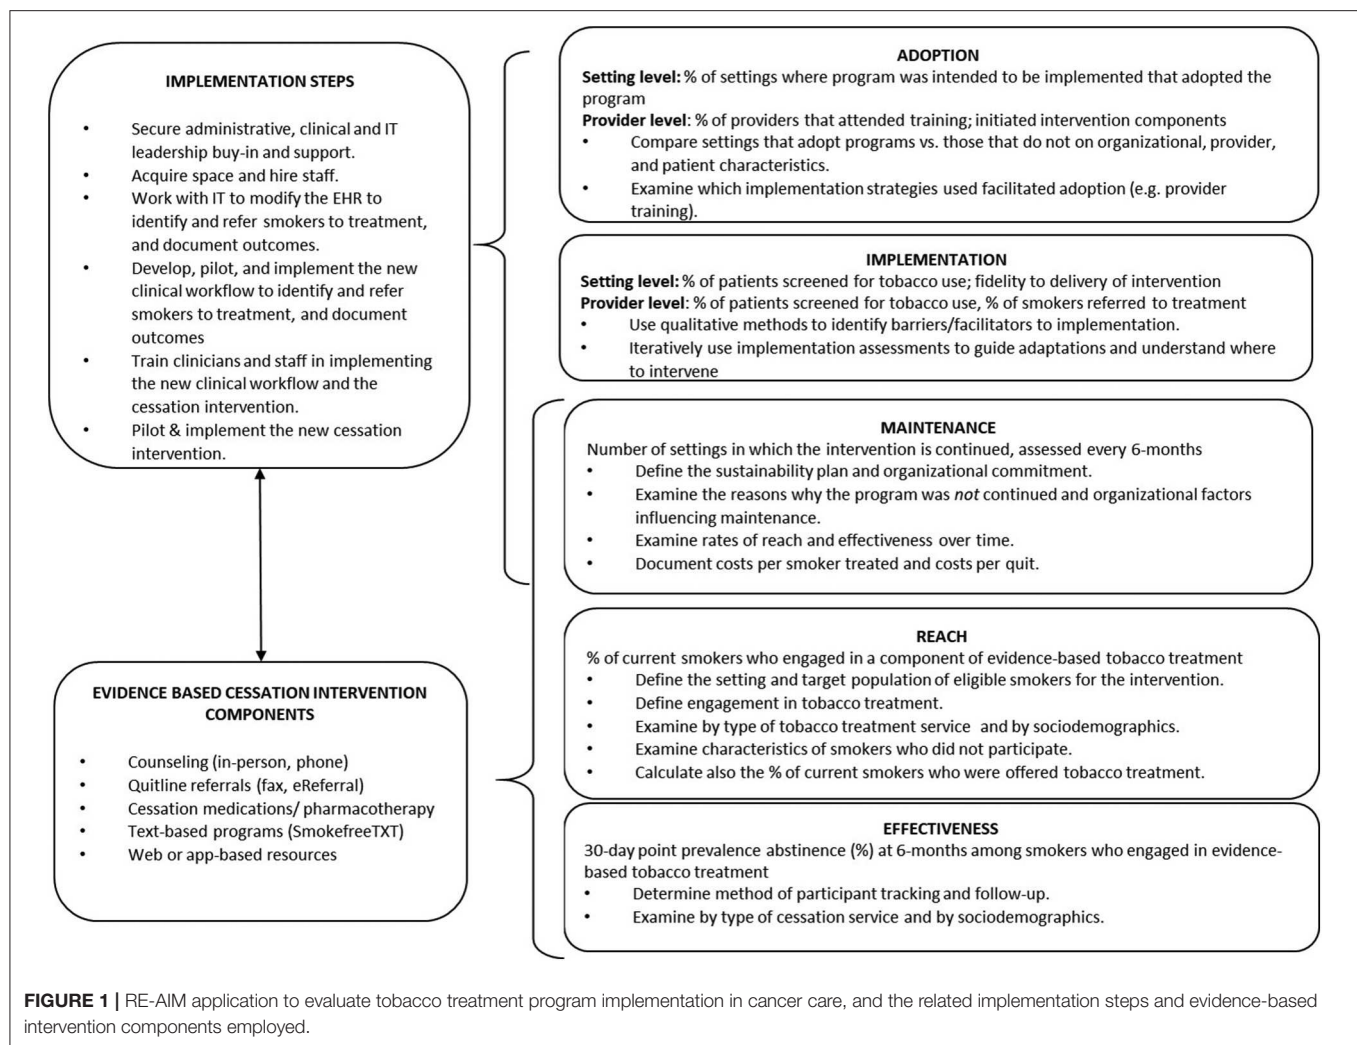 IMPLEMENTATION STEPS
• Secure administrative, clinical and IT
leadership buy-in and support.
• Acquire space and hire staff.
• Work with IT to modify the EHR to
identify and refer smokers to treatment,
and document outcomes.
• Develop, pilot, and implement the new
clinical workflow to identify and refer
smokers to treatment, and document
outcomes
• Train clinicians and staff in implementing
the new clinical workflow and the
cessation intervention.
• Pilot & implement the new cessation
intervention.
EVIDENCE BASED CESSATION INTERVENTION
COMPONENTS
• Counseling (in-person, phone)
• Quitline referrals (fax, eReferral)
• Cessation medications/ pharmacotherapy
• Text-based programs (SmokefreeTXT)
• Web or app-based resources
ADOPTION
Setting level: % of settings where program was intended to be implemented that adopted the
program
Provider level: % of providers that attended training; initiated intervention components
• Compare settings that adopt programs vs. those that do not on organizational, provider,
and patient characteristics.
• Examine which implementation strategies used facilitated adoption (e.g. provider
training).
IMPLEMENTATION
Setting level: % of patients screened for tobacco use; fidelity to delivery of intervention
Provider level: % of patients screened for tobacco use, % of smokers referred to treatment
• Use qualitative methods to identify barriers/facilitators to implementation.
• Iteratively use implementation assessments to guide adaptations and understand where
to intervene
MAINTENANCE
Number of settings in which the intervention is continued, assessed every 6-months
• Define the sustainability plan and organizational commitment.
• Examine the reasons why the program was not continued and organizational factors
influencing maintenance.
• Examine rates of reach and effectiveness over time.
• Document costs per smoker treated and costs per quit.
REACH
% of current smokers who engaged in a component of evidence-based tobacco treatment
• Define the setting and target population of eligible smokers for the intervention.
• Define engagement in tobacco treatment.
• Examine by type of tobacco treatment service and by sociodemographics.
• Examine characteristics of smokers who did not participate.
• Calculate also the % of current smokers who were offered tobacco treatment.
EFFECTIVENESS
30-day point prevalence abstinence (%) at 6-months among smokers who engaged in evidence-
based tobacco treatment
• Determine method of participant tracking and follow-up.
• Examine by type of cessation service and by sociodemographics.
FIGURE 1 | RE-AIM application to evaluate tobacco treatment program implementation in cancer care, and the related implementation steps and evidence-based
intervention components employed.